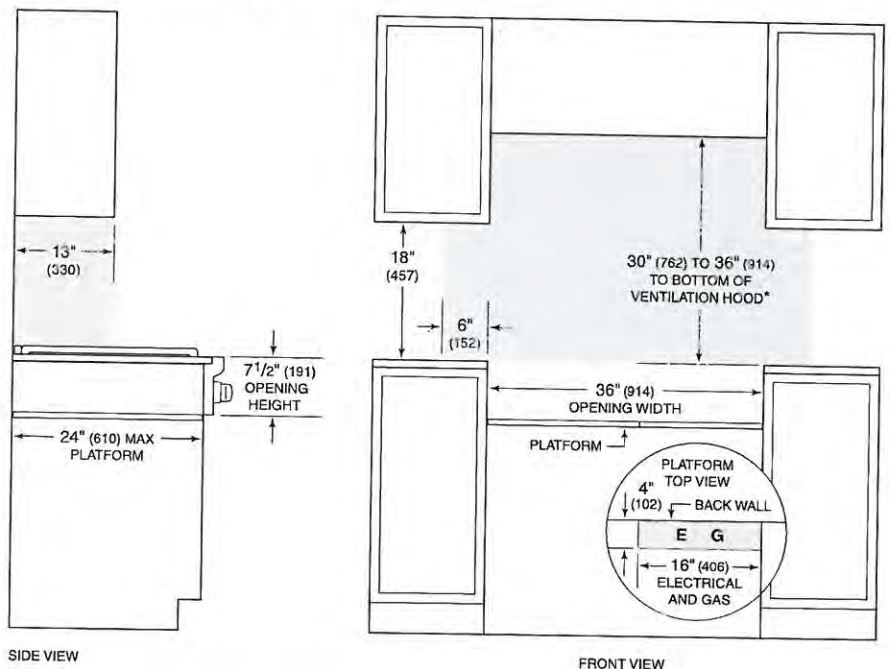 13"
(330)
7 1/2" (191)
OPENING
HEIGHT
24" (610) MAX
PLATFORM
SIDE VIEW
18"
(457)
30" (762) TO 36" (914)
TO BOTTOM OF
VENTILATION HOOD*
6"
(152)
36" (914)
OPENING WIDTH
PLATFORM
PLATFORM
TOP VIEW
4"
(102)
BACK WALL
E G
16" (406)
ELECTRICAL
AND GAS
FRONT VIEW